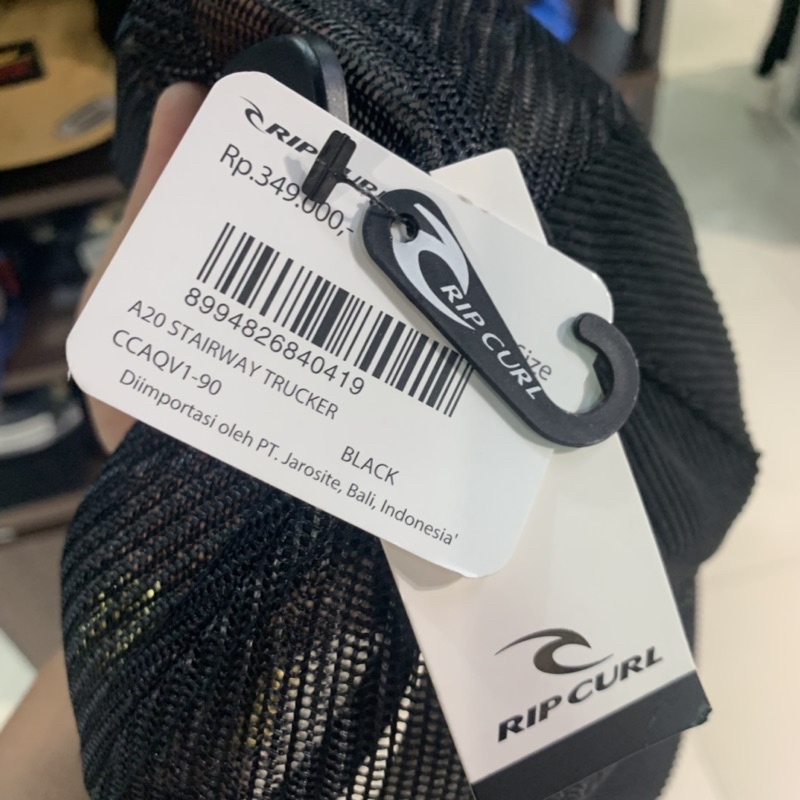 RIP CURL
Rp.349.000,-
8994826840419
A20 STAIRWAY TRUCKER
CCAQV1-90
BLACK
Diimportasi oleh PT. Jarosite, Bali, Indonesia'
RIP CURL
RIP CURL